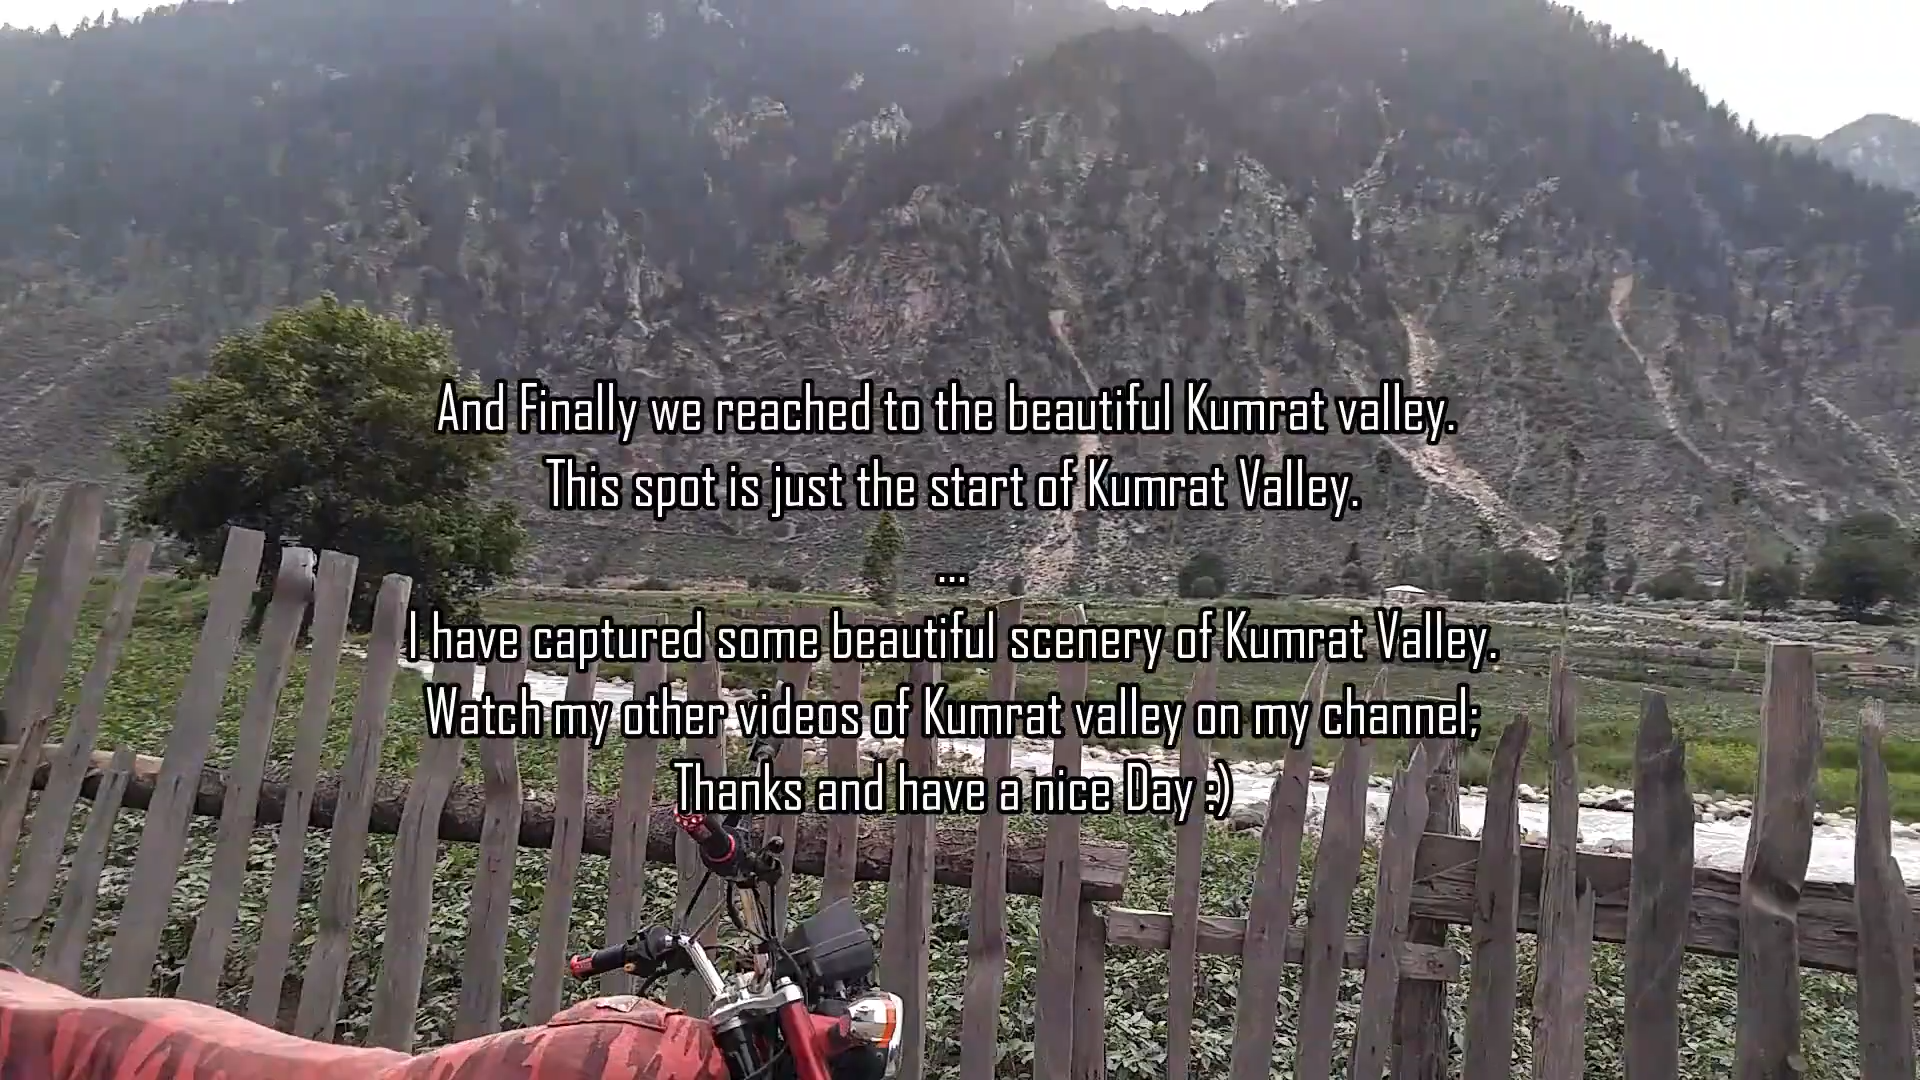 And Finally we reached to the beautiful Kumrat valley.
This spot is just the start of Kumrat Valley.
...
I have captured some beautiful scenery of Kumrat Valley.
Watch my other videos of Kumrat valley on my channel;
Thanks and have a nice Day :)